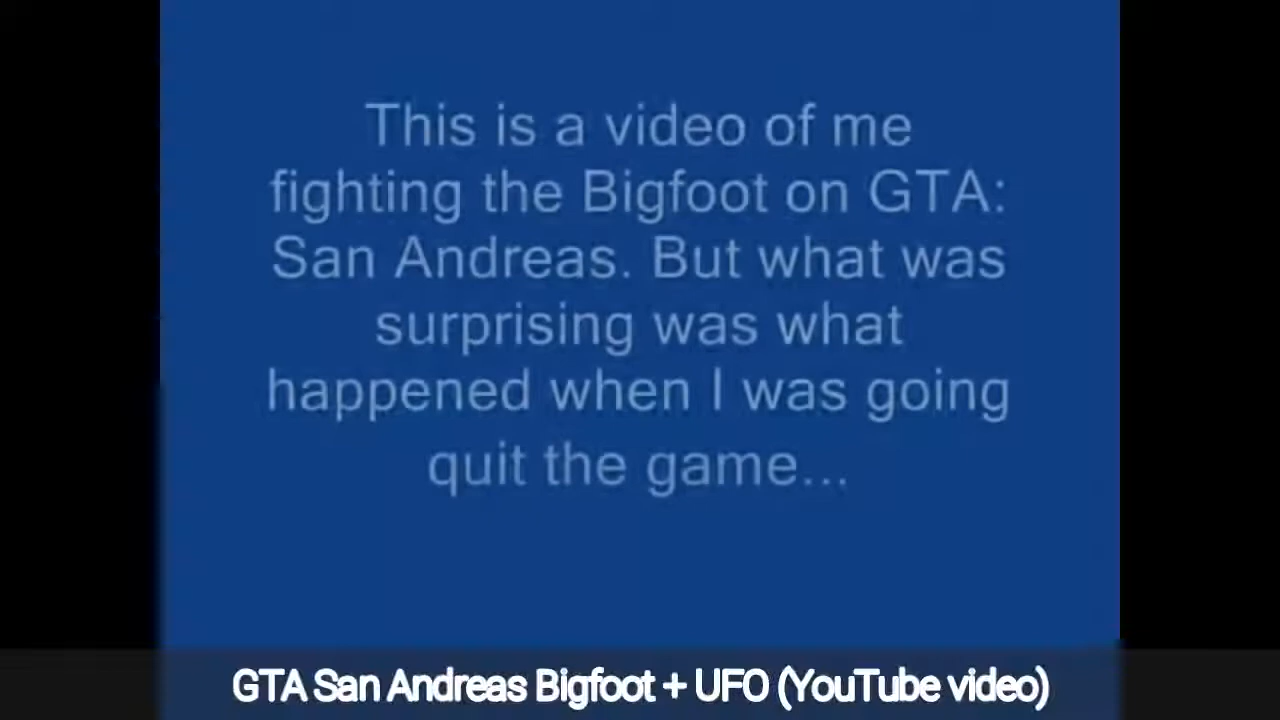 This is a video of me
fighting the Bigfoot on GTA:
San Andreas. But what was
surprising was what
happened when I was going
quit the game...
GTA San Andreas Bigfoot + UFO (YouTube video)